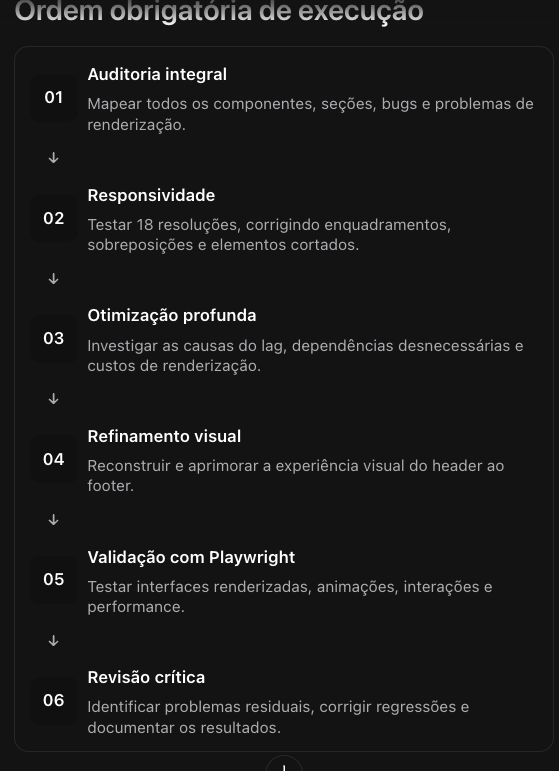 Ordem obrigatória de execução
01
Auditoria integral
Mapear todos os componentes, seções, bugs e problemas de
renderização.
↓
02
Responsividade
Testar 18 resoluções, corrigindo enquadramentos,
sobreposições e elementos cortados.
↓
03
Otimização profunda
Investigar as causas do lag, dependências desnecessárias e
custos de renderização.
↓
04
Refinamento visual
Reconstruir e aprimorar a experiência visual do header ao
footer.
↓
05
Validação com Playwright
Testar interfaces renderizadas, animações, interações e
performance.
↓
06
Revisão crítica
Identificar problemas residuais, corrigir regressões e
documentar os resultados.